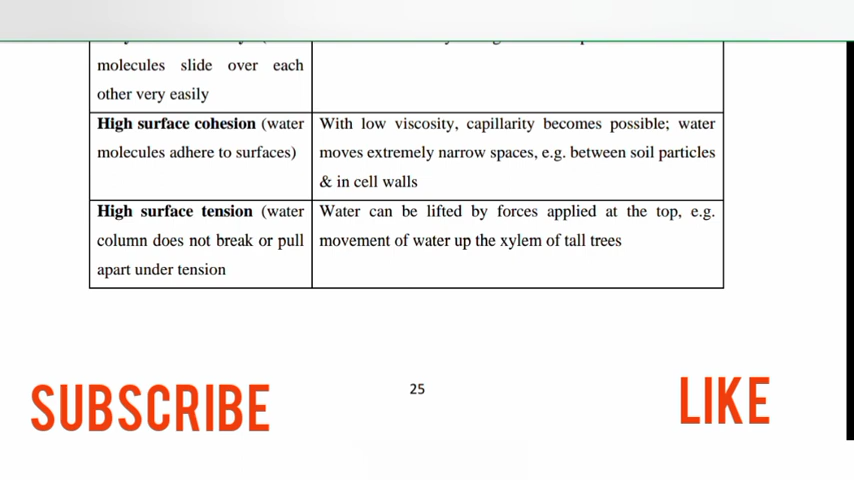 molecules slide over each
other very easily
High surface cohesion (water
molecules adhere to surfaces)
With low viscosity, capillarity becomes possible; water
moves extremely narrow spaces, e.g. between soil particles
& in cell walls
High surface tension (water
column does not break or pull
apart under tension
Water can be lifted by forces applied at the top, e.g.
movement of water up the xylem of tall trees
25
SUBSCRIBE
LIKE